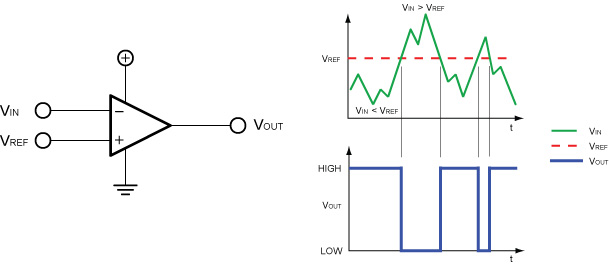 VIN
VREF
VOUT
−
+
+
VIN > VREF
VREF
VIN < VREF
t
HIGH
VOUT
LOW
t
VIN
VREF
VOUT